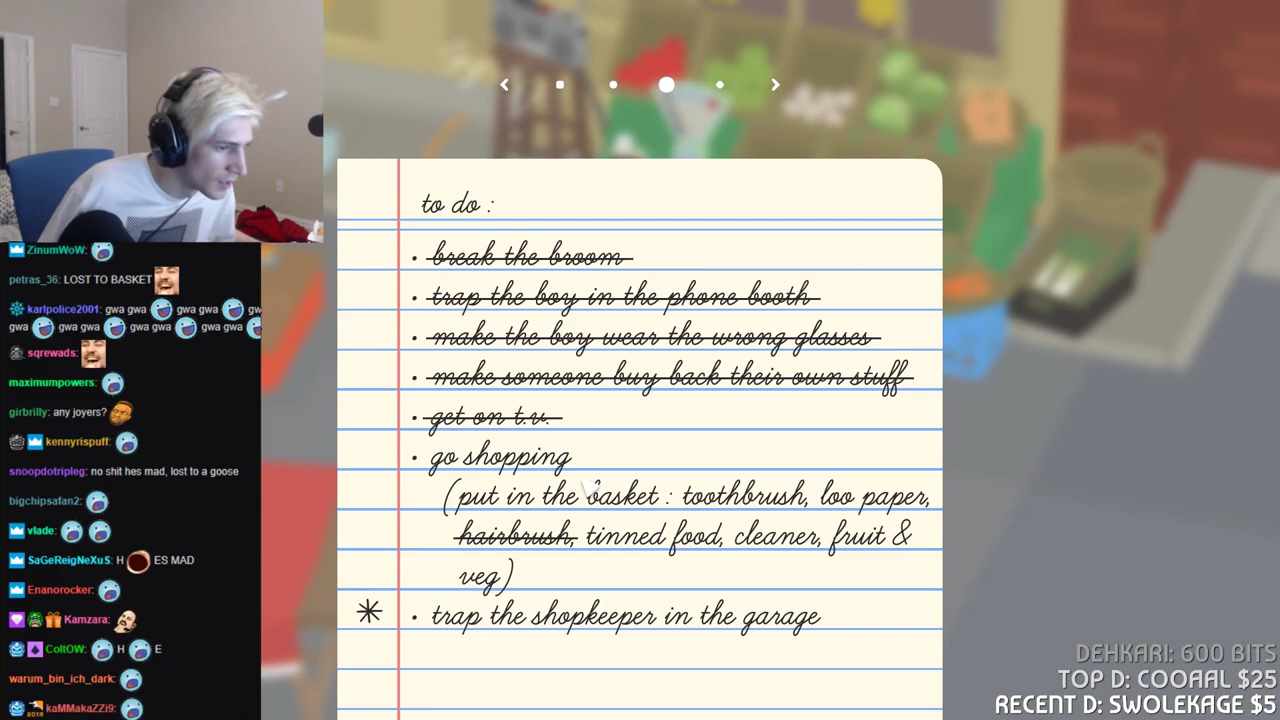 ZinumWoW:
petras_36: LOST TO BASKET
karlpolice2001: gwa gwa gwa gwa gw
gwa gwa gwa gwa gwa gwa gwa
sqrewads:
maximumpowers:
girbrilly: any joyers?
kennyrispuff:
snoopdotripleg: no shit hes mad, lost to a goose
bigchipsafan2:
vlade:
SaGeReigNeXuS: H ES MAD
Enanorocker:
Kamzara:
ColtOW: H E
warum_bin_ich_dark:
kaMMakaZZi9:
to do :
• break the broom
• trap the boy in the phone booth
• make the boy wear the wrong glasses
• make someone buy back their own stuff
• get on t.v.
• go shopping
(put in the basket : toothbrush, loo paper,
hairbrush, tinned food, cleaner, fruit &
veg)
• trap the shopkeeper in the garage
DEHKARI: 600 BITS
TOP D: COOAAL $25
RECENT D: SWOLEKAGE $5